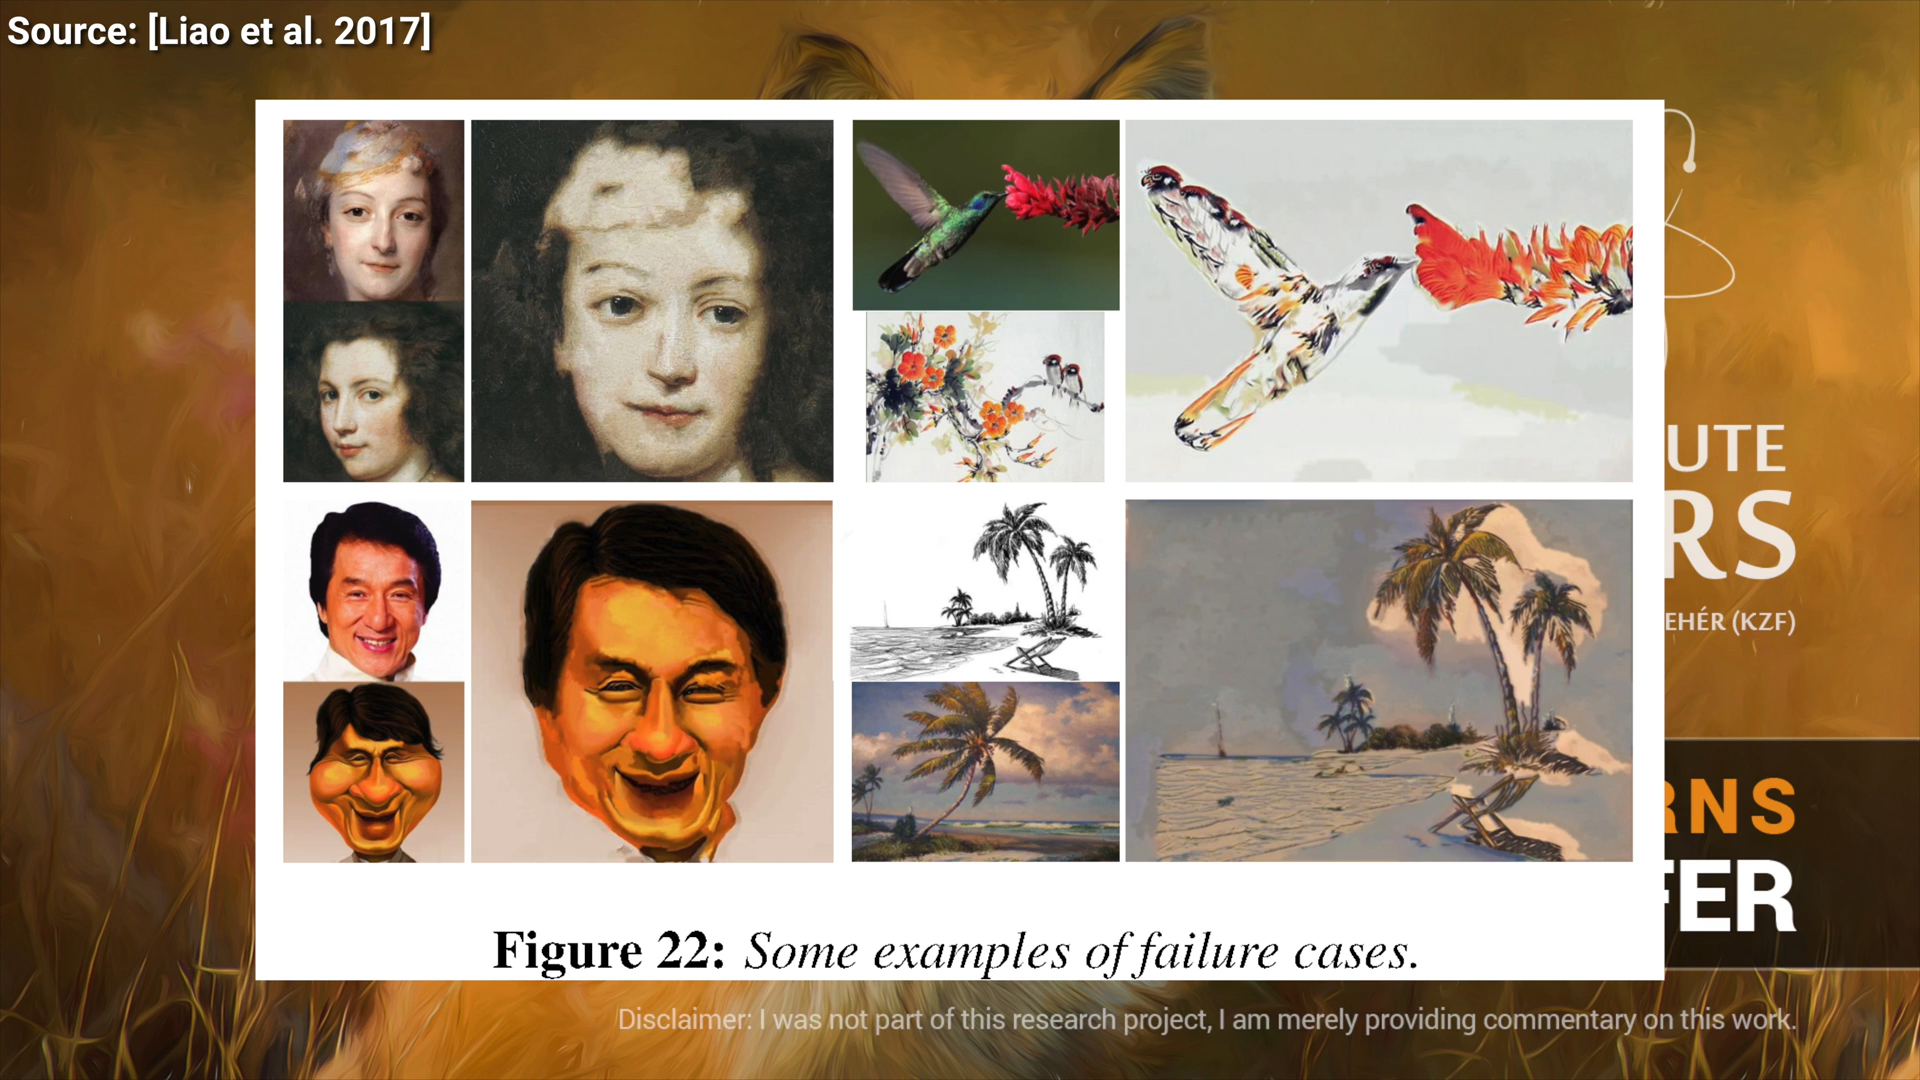 Source: [Liao et al. 2017]
UTE
RS
EHÉR (KZF)
RNS
FER
Figure 22: Some examples of failure cases.
Disclaimer: I was not part of this research project, I am merely providing commentary on this work.